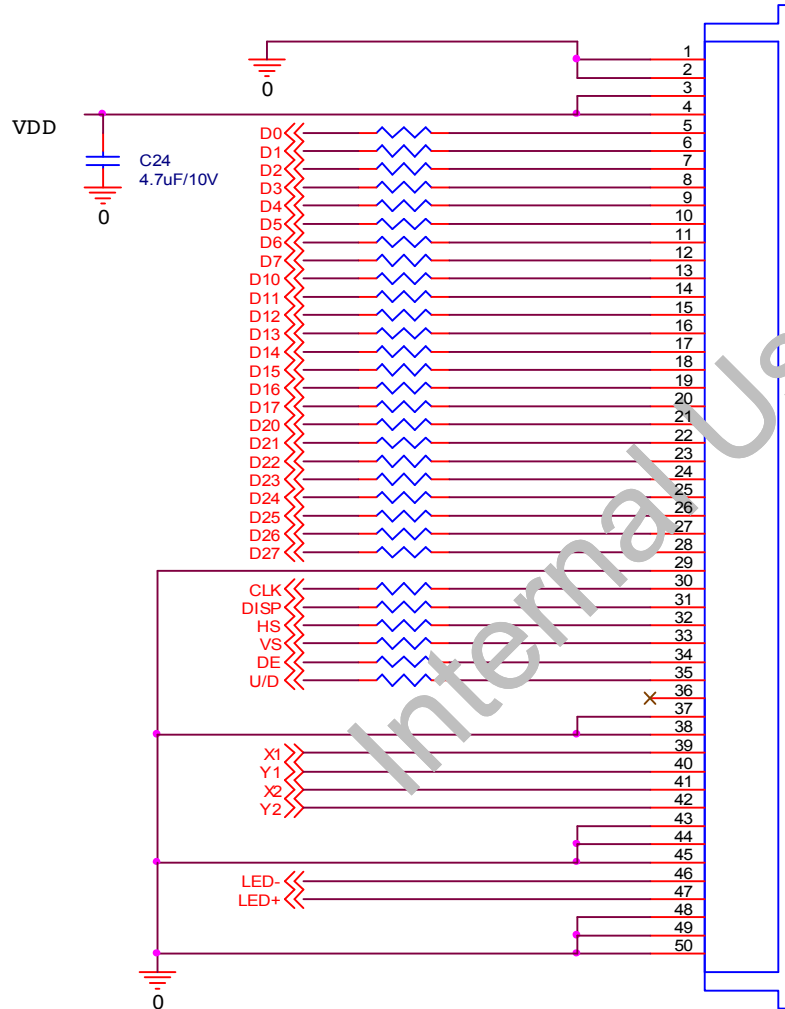 1
2
0
3
VDD
4
C24
4.7uF/10V
0
D0 5
D1 6
D2 7
D3 8
D4 9
D5 10
D6 11
D7 12
D10 13
D11 14
D12 15
D13 16
D14 17
D15 18
D16 19
D17 20
D20 21
D21 22
D22 23
D23 24
D24 25
D25 26
D26 27
D27 28
29
CLK 30
DISP 31
HS 32
VS 33
DE 34
U/D 35
36
37
38
X1 39
Y1 40
X2 41
Y2 42
43
44
45
LED- 46
LED+ 47
48
49
50
0
Internal